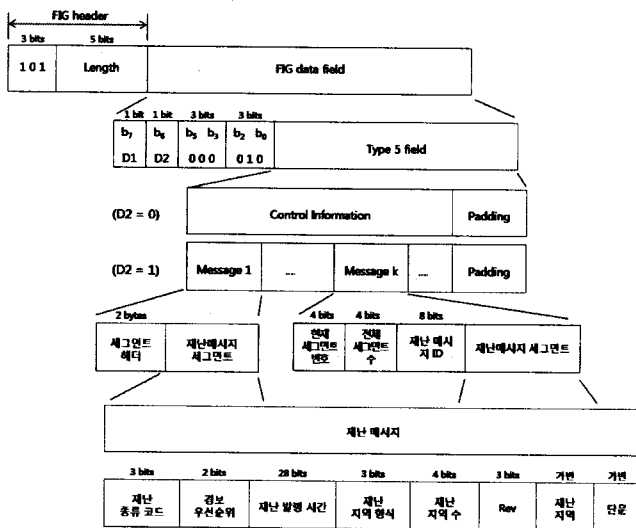 FIG header
3 bits 5 bits
1 0 1 Length FIG data field
1 bit 1 bit 3 bits 3 bits
b7 b6 b5 b3 b2 b0 Type 5 field
D1 D2 0 0 0 0 1 0
(D2 = 0) Control Information Padding
(D2 = 1) Message 1 .... Message k .... Padding
2 bytes 4 bits 4 bits 8 bits
세그먼트 헤더 재난메시지 세그먼트 현재 세그먼트 번호 전체 세그먼트 수 재난 메시지 ID 재난메시지 세그먼트
재난 메시지
3 bits 2 bits 28 bits 3 bits 4 bits 3 bits 가변 가변
재난 종류 코드 경보 우선순위 재난 발령 시간 재난 지역 형식 재난 지역 수 Rev 재난 지역 단문